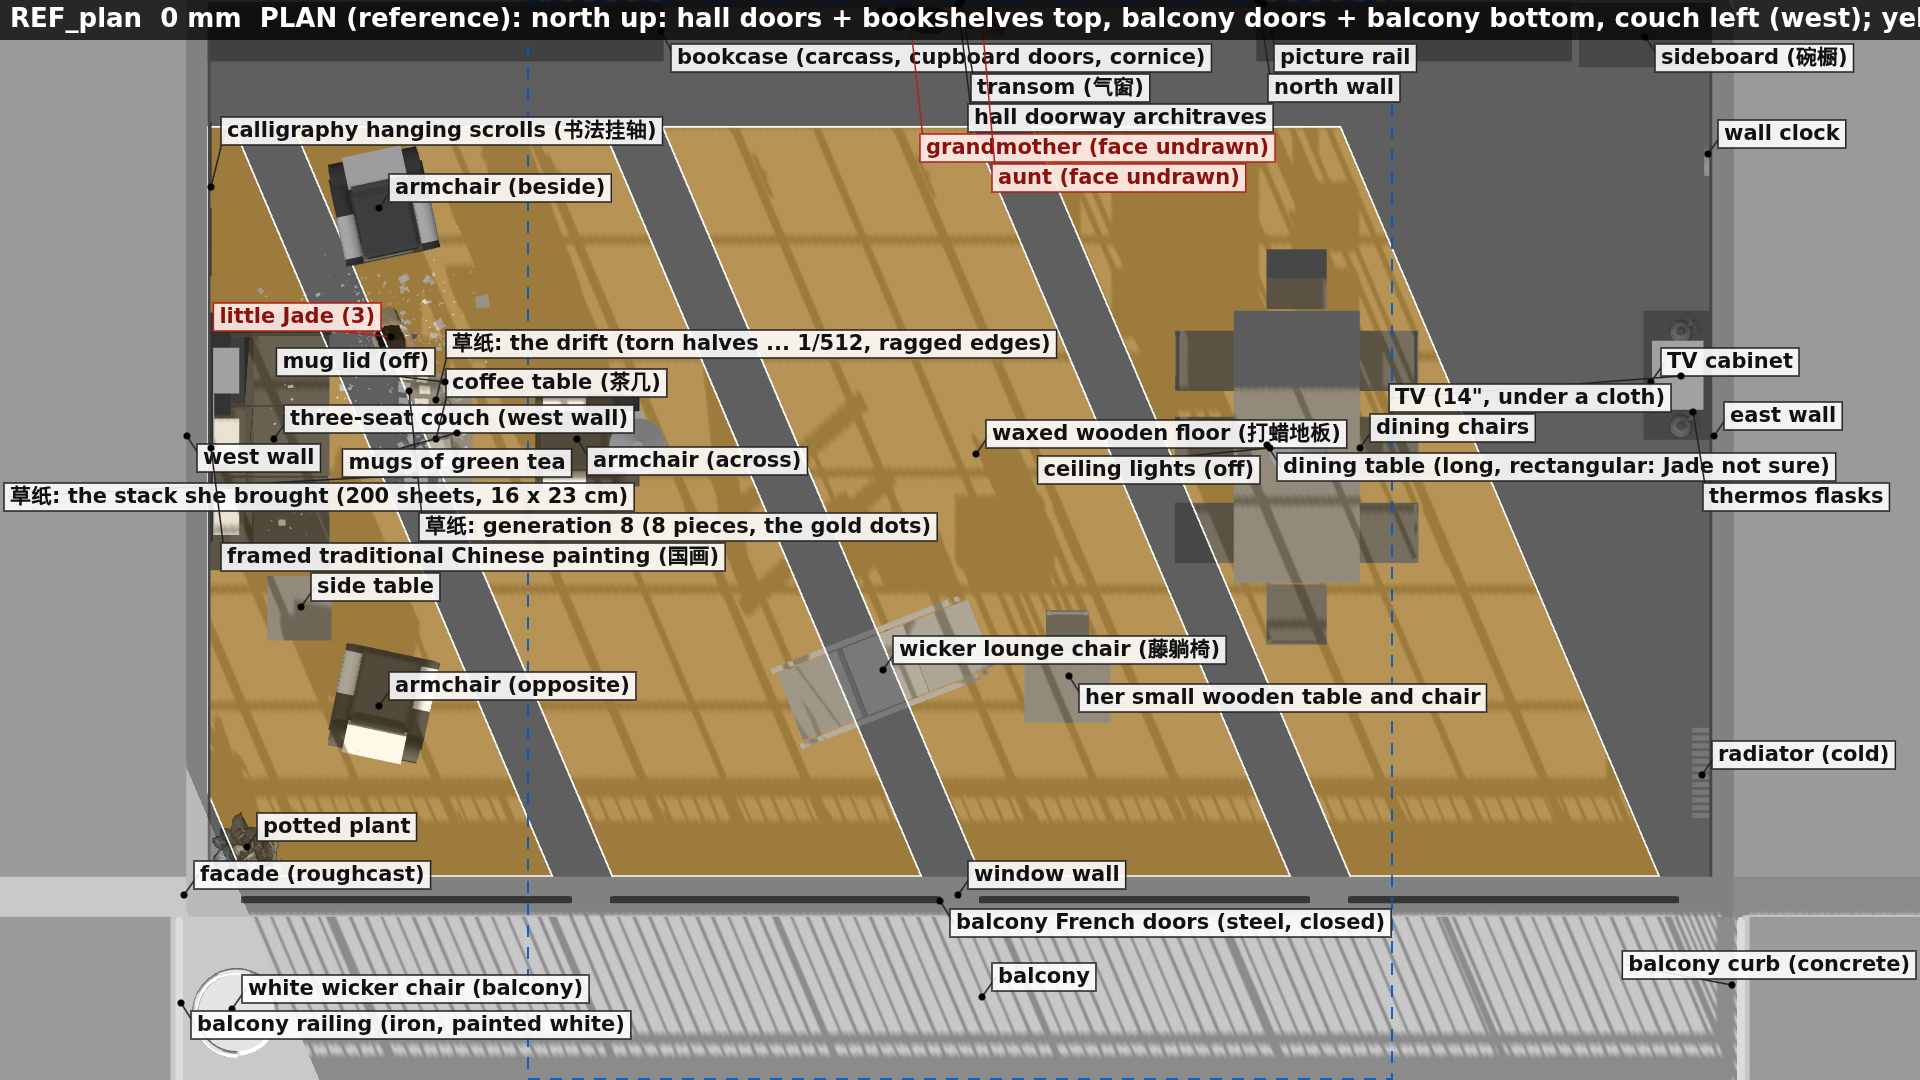 REF_plan 0 mm PLAN (reference): north up: hall doors + bookshelves top, balcony doors + balcony bottom, couch left (west); ye
bookcase (carcass, cupboard doors, cornice)
picture rail
sideboard (碗橱)
transom (气窗)
north wall
hall doorway architraves
calligraphy hanging scrolls (书法挂轴)
wall clock
grandmother (face undrawn)
aunt (face undrawn)
armchair (beside)
little Jade (3)
草纸: the drift (torn halves ... 1/512, ragged edges)
mug lid (off)
TV cabinet
coffee table (茶几)
TV (14", under a cloth)
three-seat couch (west wall)
east wall
waxed wooden floor (打蜡地板)
dining chairs
west wall
mugs of green tea
armchair (across)
ceiling lights (off)
dining table (long, rectangular: Jade not sure)
草纸: the stack she brought (200 sheets, 16 x 23 cm)
thermos flasks
草纸: generation 8 (8 pieces, the gold dots)
framed traditional Chinese painting (国画)
side table
wicker lounge chair (藤躺椅)
armchair (opposite)
her small wooden table and chair
radiator (cold)
potted plant
facade (roughcast)
window wall
balcony French doors (steel, closed)
balcony curb (concrete)
balcony
white wicker chair (balcony)
balcony railing (iron, painted white)